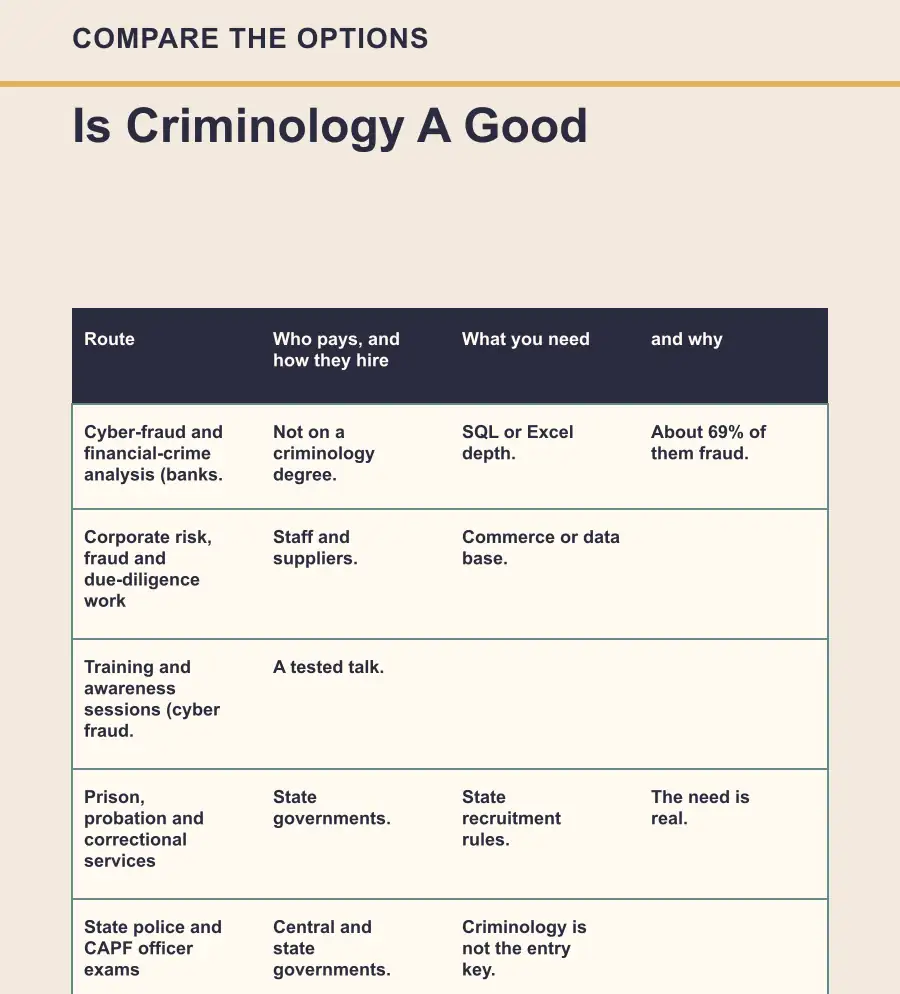 COMPARE THE OPTIONS
Is Criminology A Good
Route
Who pays, and
how they hire
What you need
and why
Cyber-fraud and
financial-crime
analysis (banks.
Not on a
criminology
degree.
SQL or Excel
depth.
About 69% of
them fraud.
Corporate risk,
fraud and
due-diligence
work
Staff and
suppliers.
Commerce or data
base.
Training and
awareness
sessions (cyber
fraud.
A tested talk.
Prison,
probation and
correctional
services
State
governments.
State
recruitment
rules.
The need is
real.
State police and
CAPF officer
exams
Central and
state
governments.
Criminology is
not the entry
key.